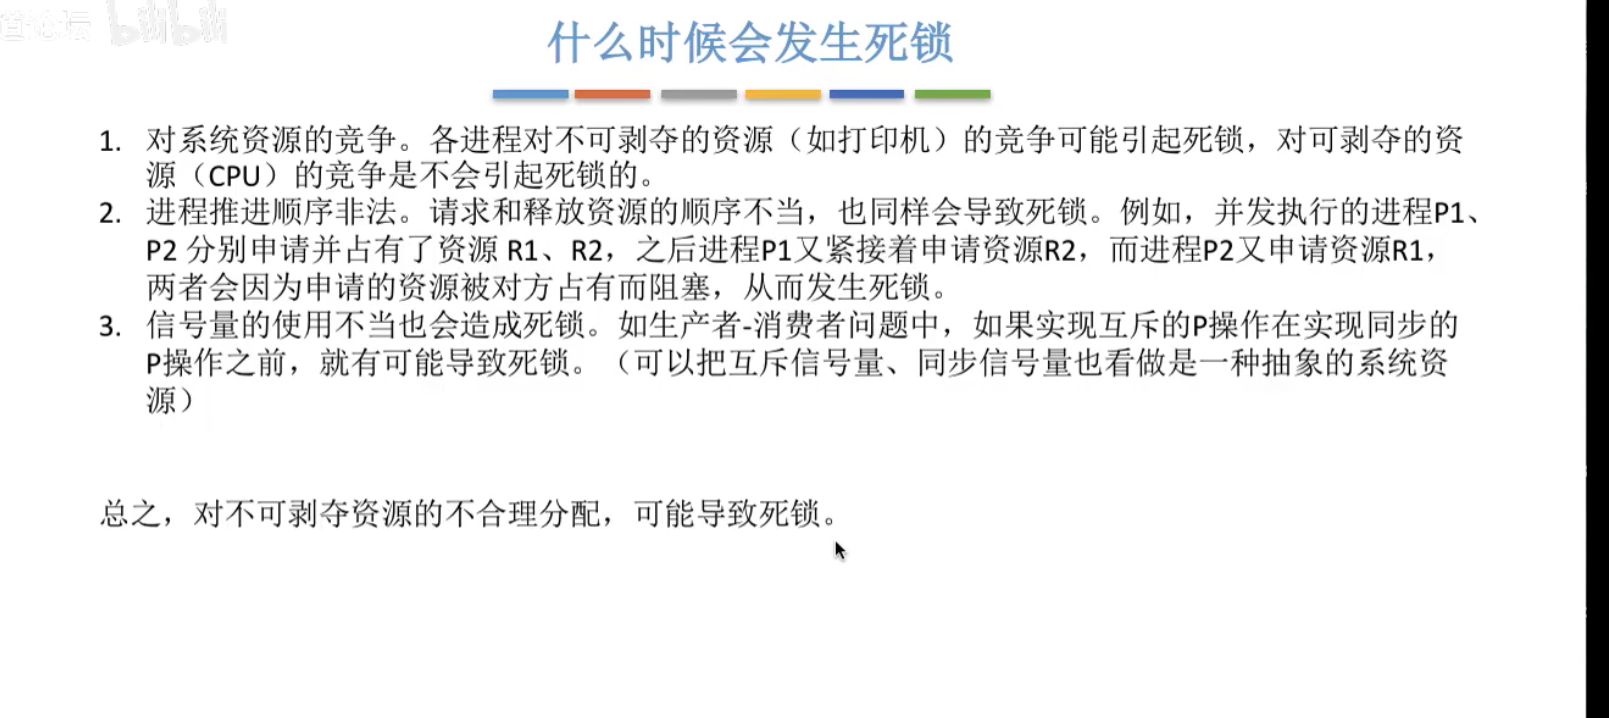 bilibili
什么时候会发生死锁
1. 对系统资源的竞争。各进程对不可剥夺的资源（如打印机）的竞争可能引起死锁，对可剥夺的资
源（CPU）的竞争是不会引起死锁的。
2. 进程推进顺序非法。请求和释放资源的顺序不当，也同样会导致死锁。例如，并发执行的进程P1、
P2 分别申请并占有了资源 R1、R2，之后进程P1又紧接着申请资源R2，而进程P2又申请资源R1，
两者会因为申请的资源被对方占有而阻塞，从而发生死锁。
3. 信号量的使用不当也会造成死锁。如生产者-消费者问题中，如果实现互斥的P操作在实现同步的
P操作之前，就有可能导致死锁。（可以把互斥信号量、同步信号量也看做是一种抽象的系统资
源）
总之，对不可剥夺资源的不合理分配，可能导致死锁。